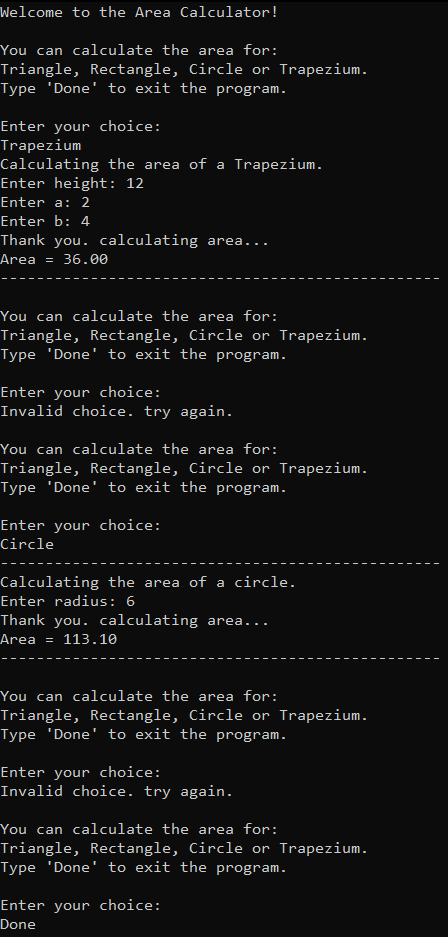 Welcome to the Area Calculator!
You can calculate the area for:
Triangle, Rectangle, Circle or Trapezium.
Type 'Done' to exit the program.
Enter your choice:
Trapezium
Calculating the area of a Trapezium.
Enter height: 12
Enter a: 2
Enter b: 4
Thank you. calculating area...
Area = 36.00
-------------------------------------------------
You can calculate the area for:
Triangle, Rectangle, Circle or Trapezium.
Type 'Done' to exit the program.
Enter your choice:
Invalid choice. try again.
You can calculate the area for:
Triangle, Rectangle, Circle or Trapezium.
Type 'Done' to exit the program.
Enter your choice:
Circle
-------------------------------------------------
Calculating the area of a circle.
Enter radius: 6
Thank you. calculating area...
Area = 113.10
-------------------------------------------------
You can calculate the area for:
Triangle, Rectangle, Circle or Trapezium.
Type 'Done' to exit the program.
Enter your choice:
Invalid choice. try again.
You can calculate the area for:
Triangle, Rectangle, Circle or Trapezium.
Type 'Done' to exit the program.
Enter your choice:
Done